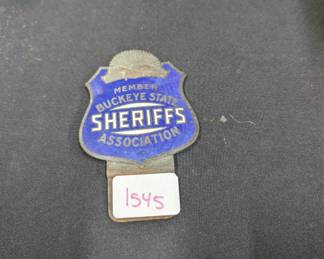 MEMBER
BUCKEYE STATE
SHERIFFS
ASSOCIATION
1545